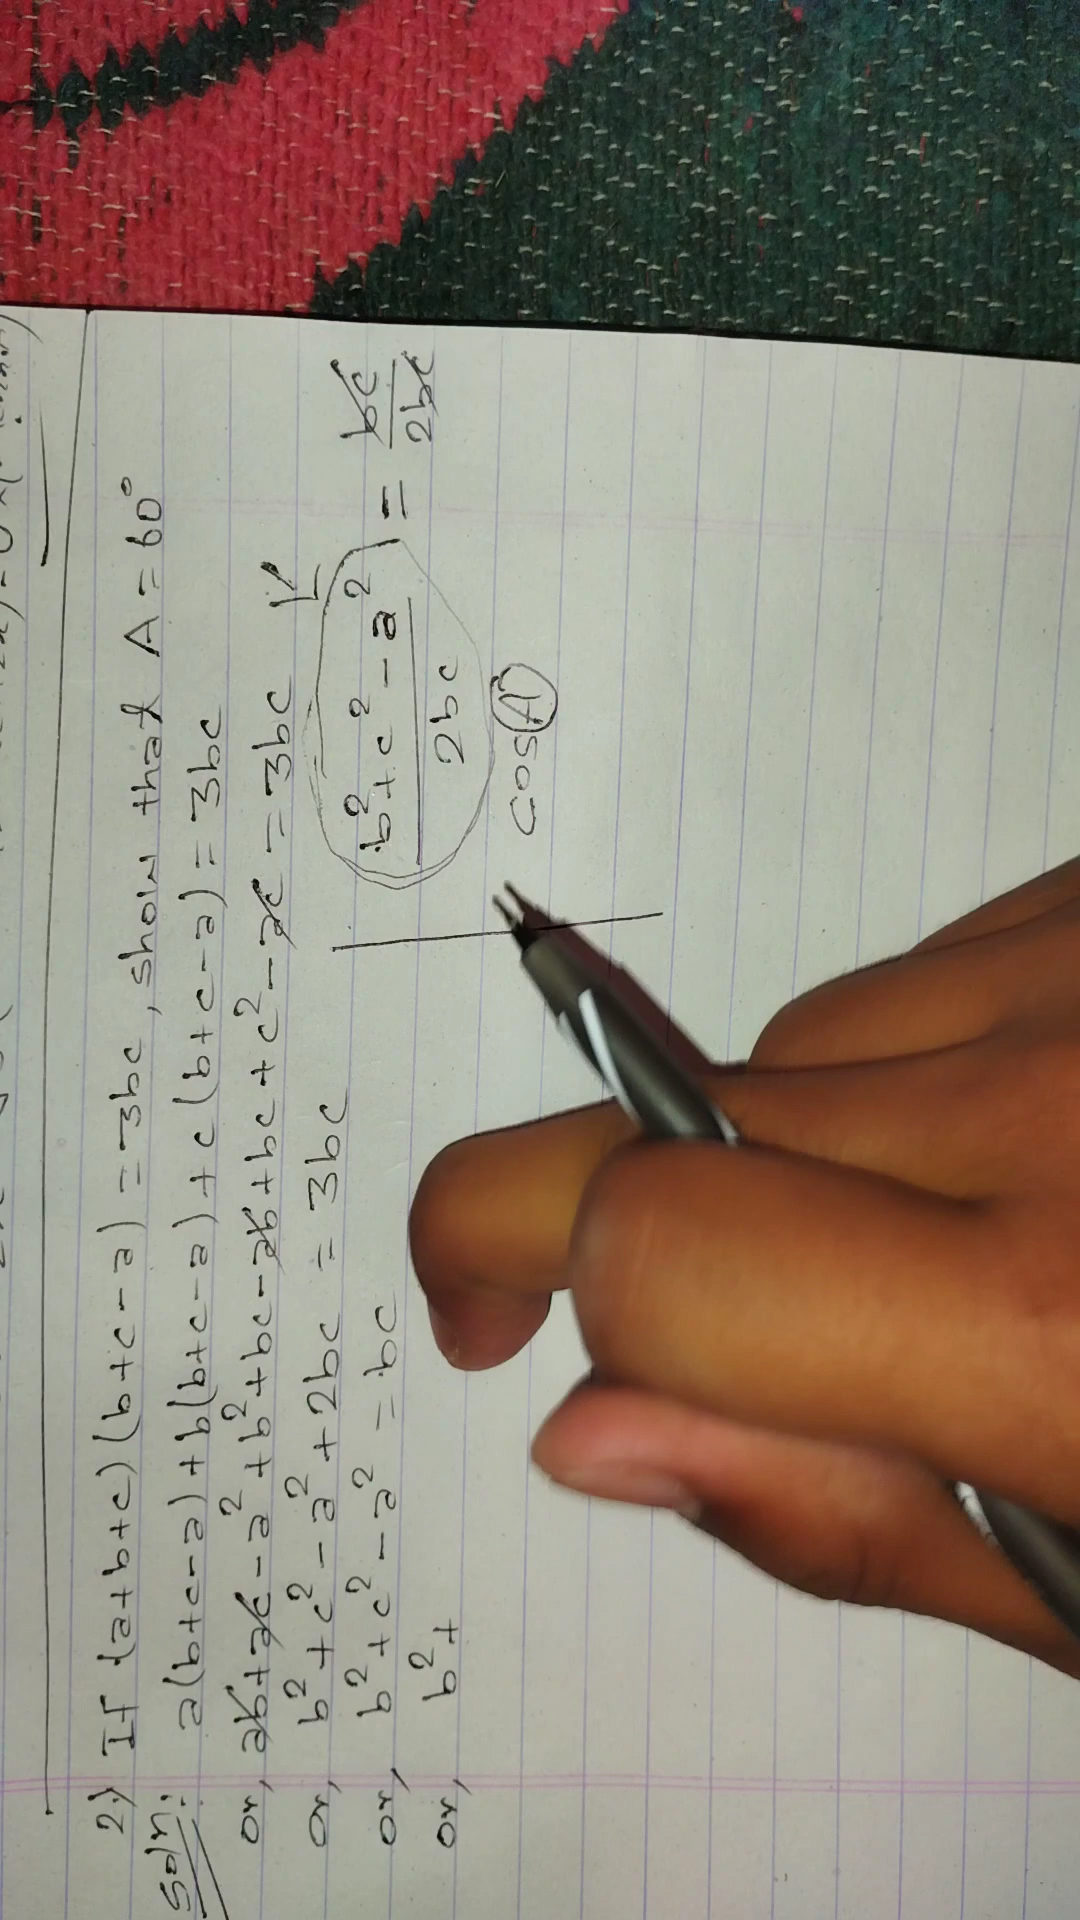 2) If (a+b+c)(b+c-a) = 3bc, show that A = 60°
Soln:
a(b+c-a)+b(b+c-a)+c(b+c-a) = 3bc
or, ab+ac-a²+b²+bc-ab+bc+c²-ac = 3bc
or, b²+c²-a²+2bc = 3bc
or, b²+c²-a² = bc
or, b²+
b²+c²-a² / 2bc = bc / 2bc
cosA